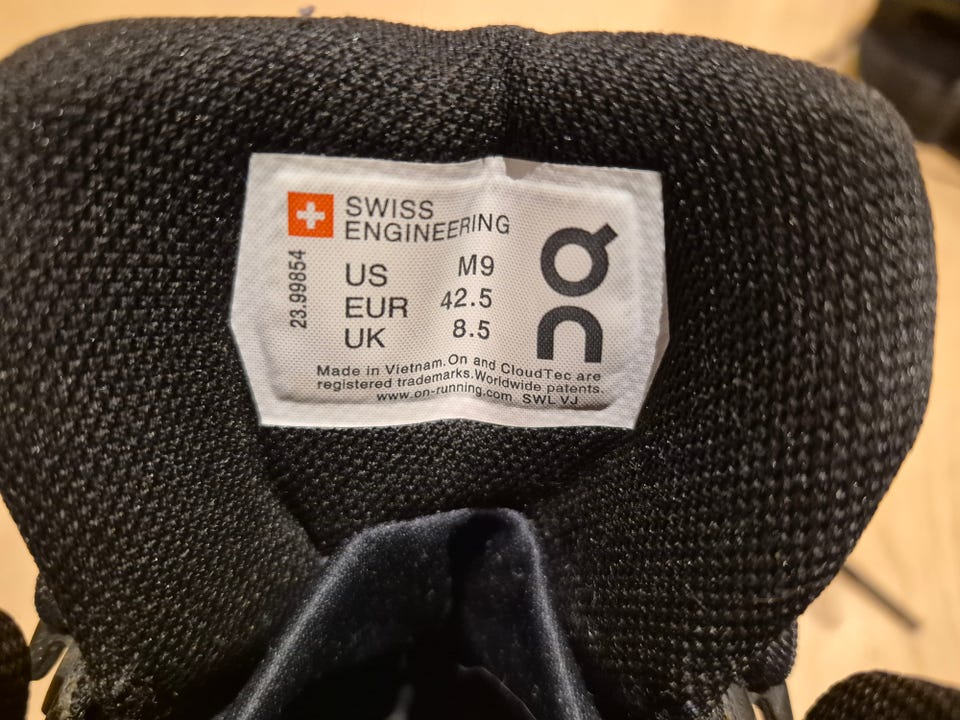 SWISS
ENGINEERING
23.99854
US M9
EUR 42.5
UK 8.5
On
Made in Vietnam. On and CloudTec are
registered trademarks. Worldwide patents.
www.on-running.com SWL VJ